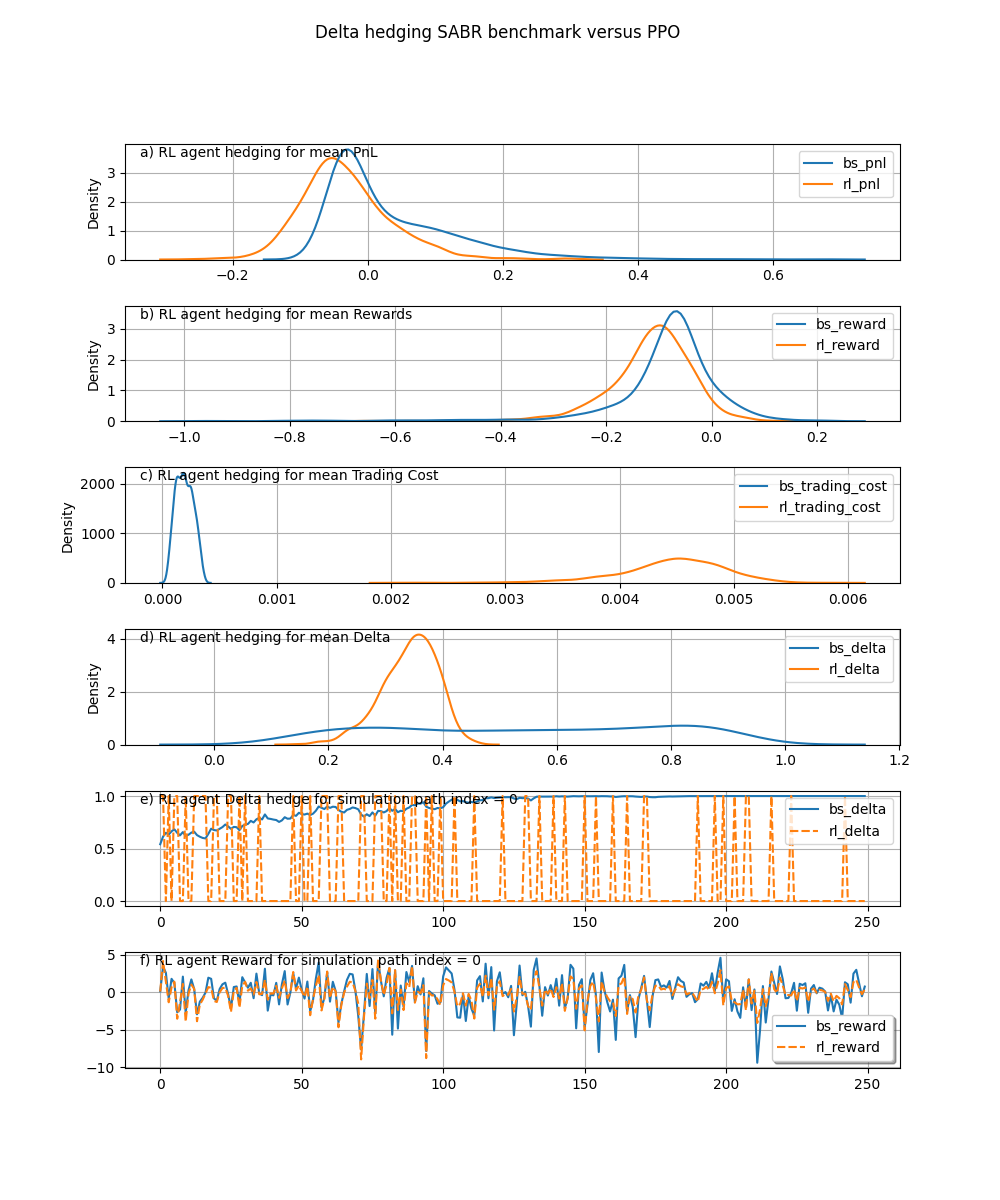 Delta hedging SABR benchmark versus PPO
a) RL agent hedging for mean PnL
bs_pnl
rl_pnl
Density
3
2
1
0
−0.2 0.0 0.2 0.4 0.6
b) RL agent hedging for mean Rewards
bs_reward
rl_reward
Density
3
2
1
0
−1.0 −0.8 −0.6 −0.4 −0.2 0.0 0.2
c) RL agent hedging for mean Trading Cost
bs_trading_cost
rl_trading_cost
Density
2000
1000
0
0.000 0.001 0.002 0.003 0.004 0.005 0.006
d) RL agent hedging for mean Delta
bs_delta
rl_delta
Density
4
2
0
0.0 0.2 0.4 0.6 0.8 1.0 1.2
e) RL agent Delta hedge for simulation path index = 0
bs_delta
rl_delta
1.0
0.5
0.0
0 50 100 150 200 250
f) RL agent Reward for simulation path index = 0
bs_reward
rl_reward
5
0
−5
−10
0 50 100 150 200 250